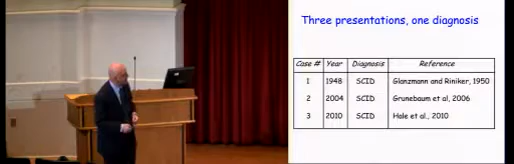 Three presentations, one diagnosis
Case # Year Diagnosis Reference
1 1948 SCID Glanzmann and Riniker, 1950
2 2004 SCID Grunebaum et al, 2006
3 2010 SCID Hale et al., 2010